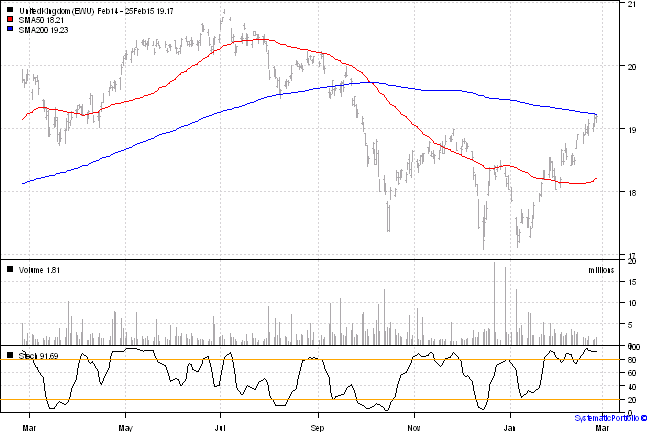 UnitedKingdom (EWU) Feb14 - 25Feb15 19.17
SMA50 18.21
SMA200 19.23
21
20
19
18
17
Volume 1.81
millions
20
15
10
5
0
Stoch 91.69
100
80
60
40
20
0
SystematicPortfolio ©
Mar May Jul Sep Nov Jan Mar